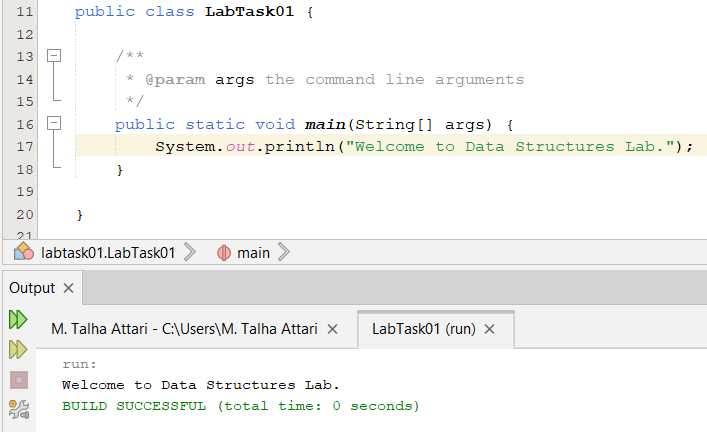 11 public class LabTask01 {
12
13 /**
14 * @param args the command line arguments
15 */
16 public static void main(String[] args) {
17 System.out.println("Welcome to Data Structures Lab.");
18 }
19
20 }
21
labtask01.LabTask01 main
Output
M. Talha Attari - C:\Users\M. Talha Attari LabTask01 (run)
run:
Welcome to Data Structures Lab.
BUILD SUCCESSFUL (total time: 0 seconds)